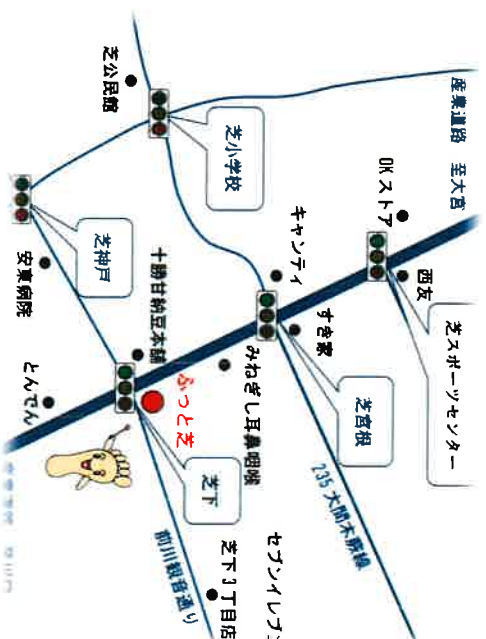 産業道路 至大宮
OKストア
西友
芝スポーツセンター
芝小学校
芝公民館
キャンティ
すき家
芝宮根
みねぎし耳鼻咽喉
235 大間木蕨線
芝神戸
安東病院
十勝甘納豆本舗
ふっと芝
芝下
とんでん
セブンイレブン
芝下3丁目店
前川観音通り